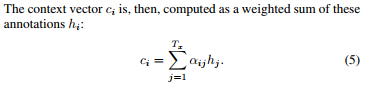 The context vector cᵢ is, then, computed as a weighted sum of these
annotations hᵢ:
cᵢ = ∑_{j=1}^{Tₓ} αᵢⱼhⱼ. (5)